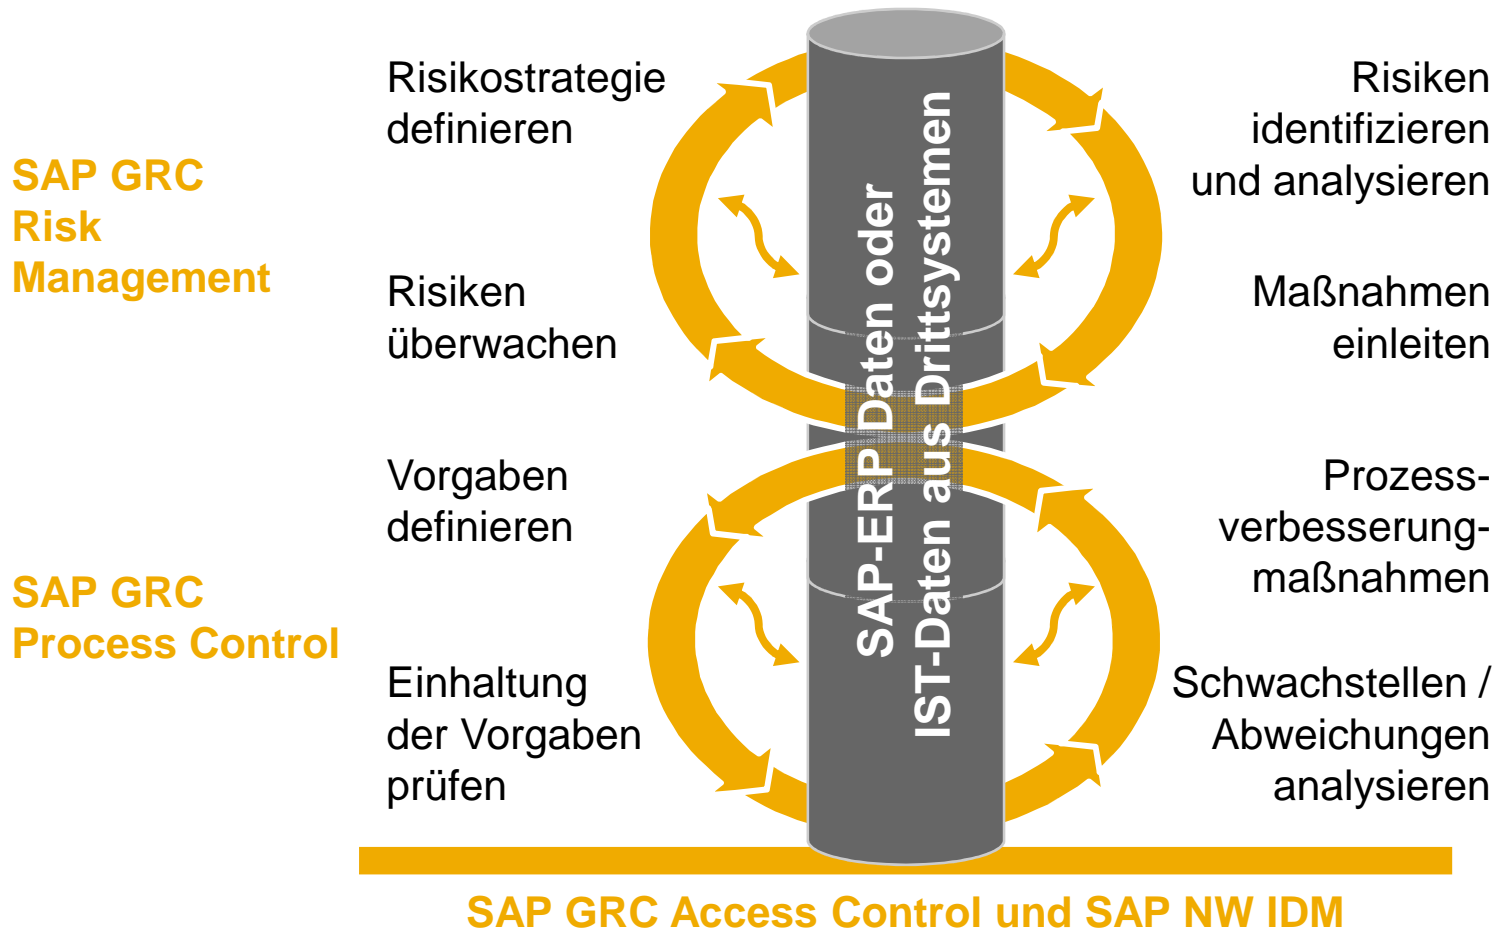 SAP GRC
Risk
Management
Risikostrategie
definieren
Risiken
überwachen
SAP-ERP Daten oder
IST-Daten aus Drittsystemen
Risiken
identifizieren
und analysieren
Maßnahmen
einleiten
SAP GRC
Process Control
Vorgaben
definieren
Einhaltung
der Vorgaben
prüfen
Prozess-
verbesserung-
maßnahmen
Schwachstellen /
Abweichungen
analysieren
SAP GRC Access Control und SAP NW IDM